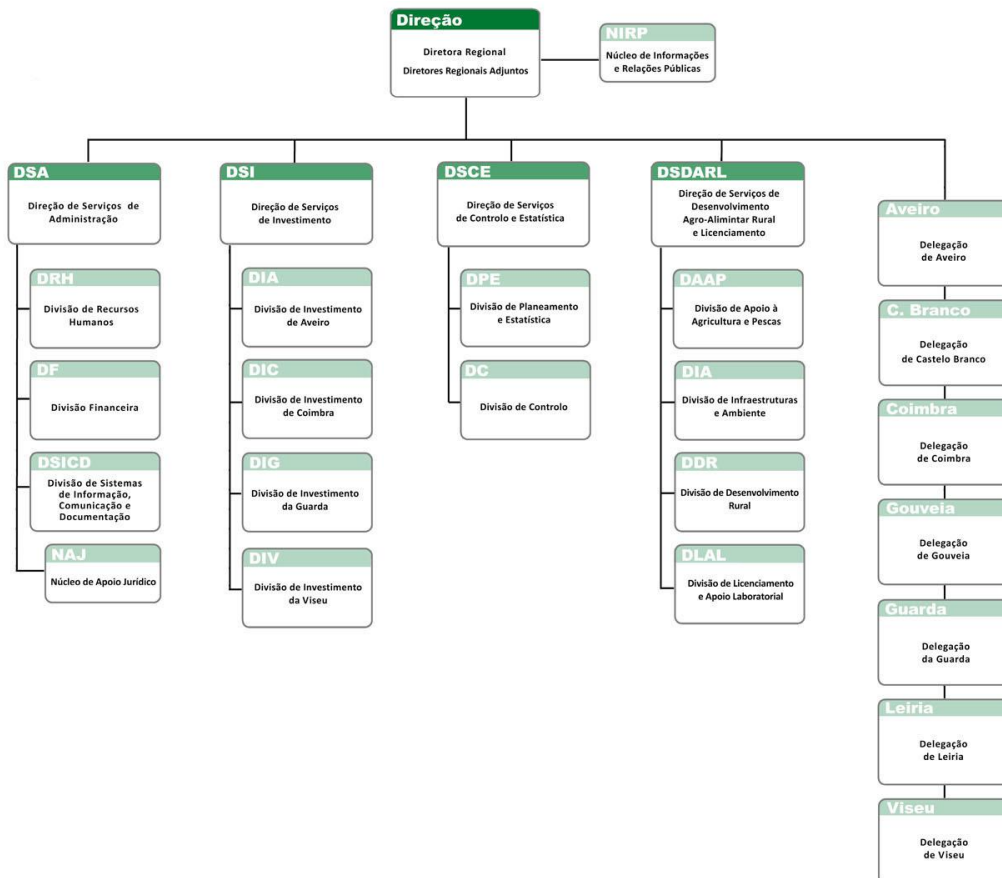 Direção
Diretora Regional
Diretores Regionais Adjuntos
NIRP
Núcleo de Informações
e Relações Públicas
DSA
Direção de Serviços de
Administração
DRH
Divisão de Recursos
Humanos
DF
Divisão Financeira
DSICD
Divisão de Sistemas
de Informação,
Comunicação e
Documentação
NAJ
Núcleo de Apoio Jurídico
DSI
Direção de Serviços
de Investimento
DIA
Divisão de Investimento
de Aveiro
DIC
Divisão de Investimento
de Coimbra
DIG
Divisão de Investimento
da Guarda
DIV
Divisão de Investimento
da Viseu
DSCE
Direção de Serviços
de Controlo e Estatística
DPE
Divisão de Planeamento
e Estatística
DC
Divisão de Controlo
DSDARL
Direção de Serviços de
Desenvolvimento
Agro-Alimintar Rural
e Licenciamento
DAAP
Divisão de Apoio à
Agricultura e Pescas
DIA
Divisão de Infraestruturas
e Ambiente
DDR
Divisão de Desenvolvimento
Rural
DLAL
Divisão de Licenciamento
e Apoio Laboratorial
Aveiro
Delegação
de Aveiro
C. Branco
Delegação
de Castelo Branco
Coimbra
Delegação
de Coimbra
Gouveia
Delegação
de Gouveia
Guarda
Delegação
da Guarda
Leiria
Delegação
de Leiria
Viseu
Delegação
de Viseu